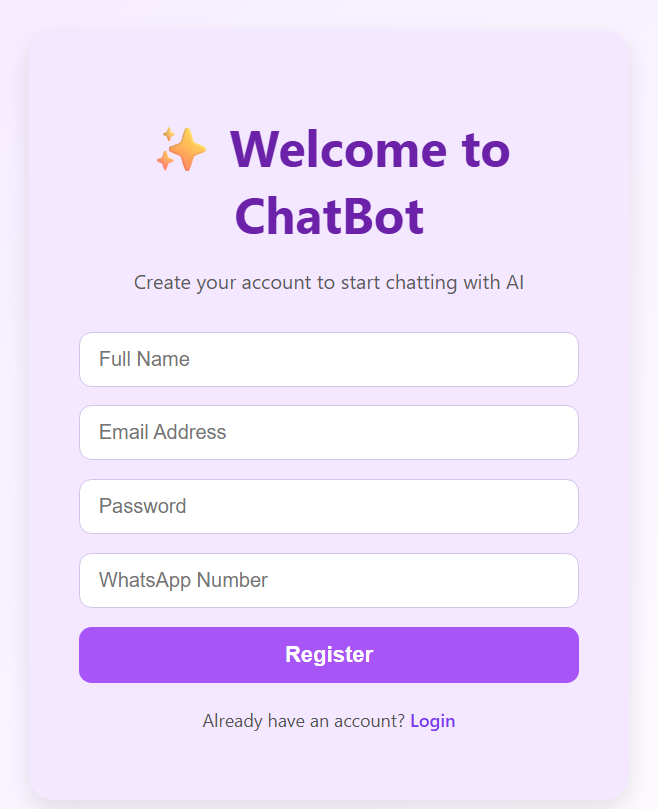 ✨ Welcome to
ChatBot
Create your account to start chatting with AI
Full Name
Email Address
Password
WhatsApp Number
Register
Already have an account? Login